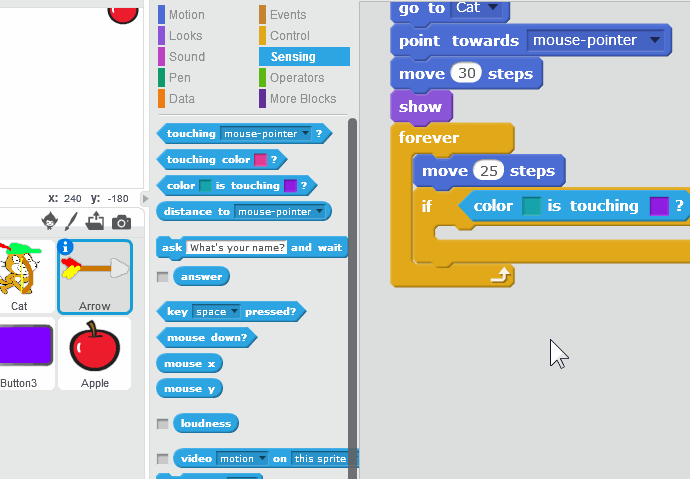 Motion
Looks
Sound
Pen
Data
Events
Control
Sensing
Operators
More Blocks
x: 240 y: -180
Cat
Arrow
Button3
Apple
touching mouse-pointer ?
touching color ?
color is touching ?
distance to mouse-pointer
ask What's your name? and wait
answer
key space pressed?
mouse down?
mouse x
mouse y
loudness
video motion on this sprite
go to Cat
point towards mouse-pointer
move 30 steps
show
forever
move 25 steps
if color is touching ?